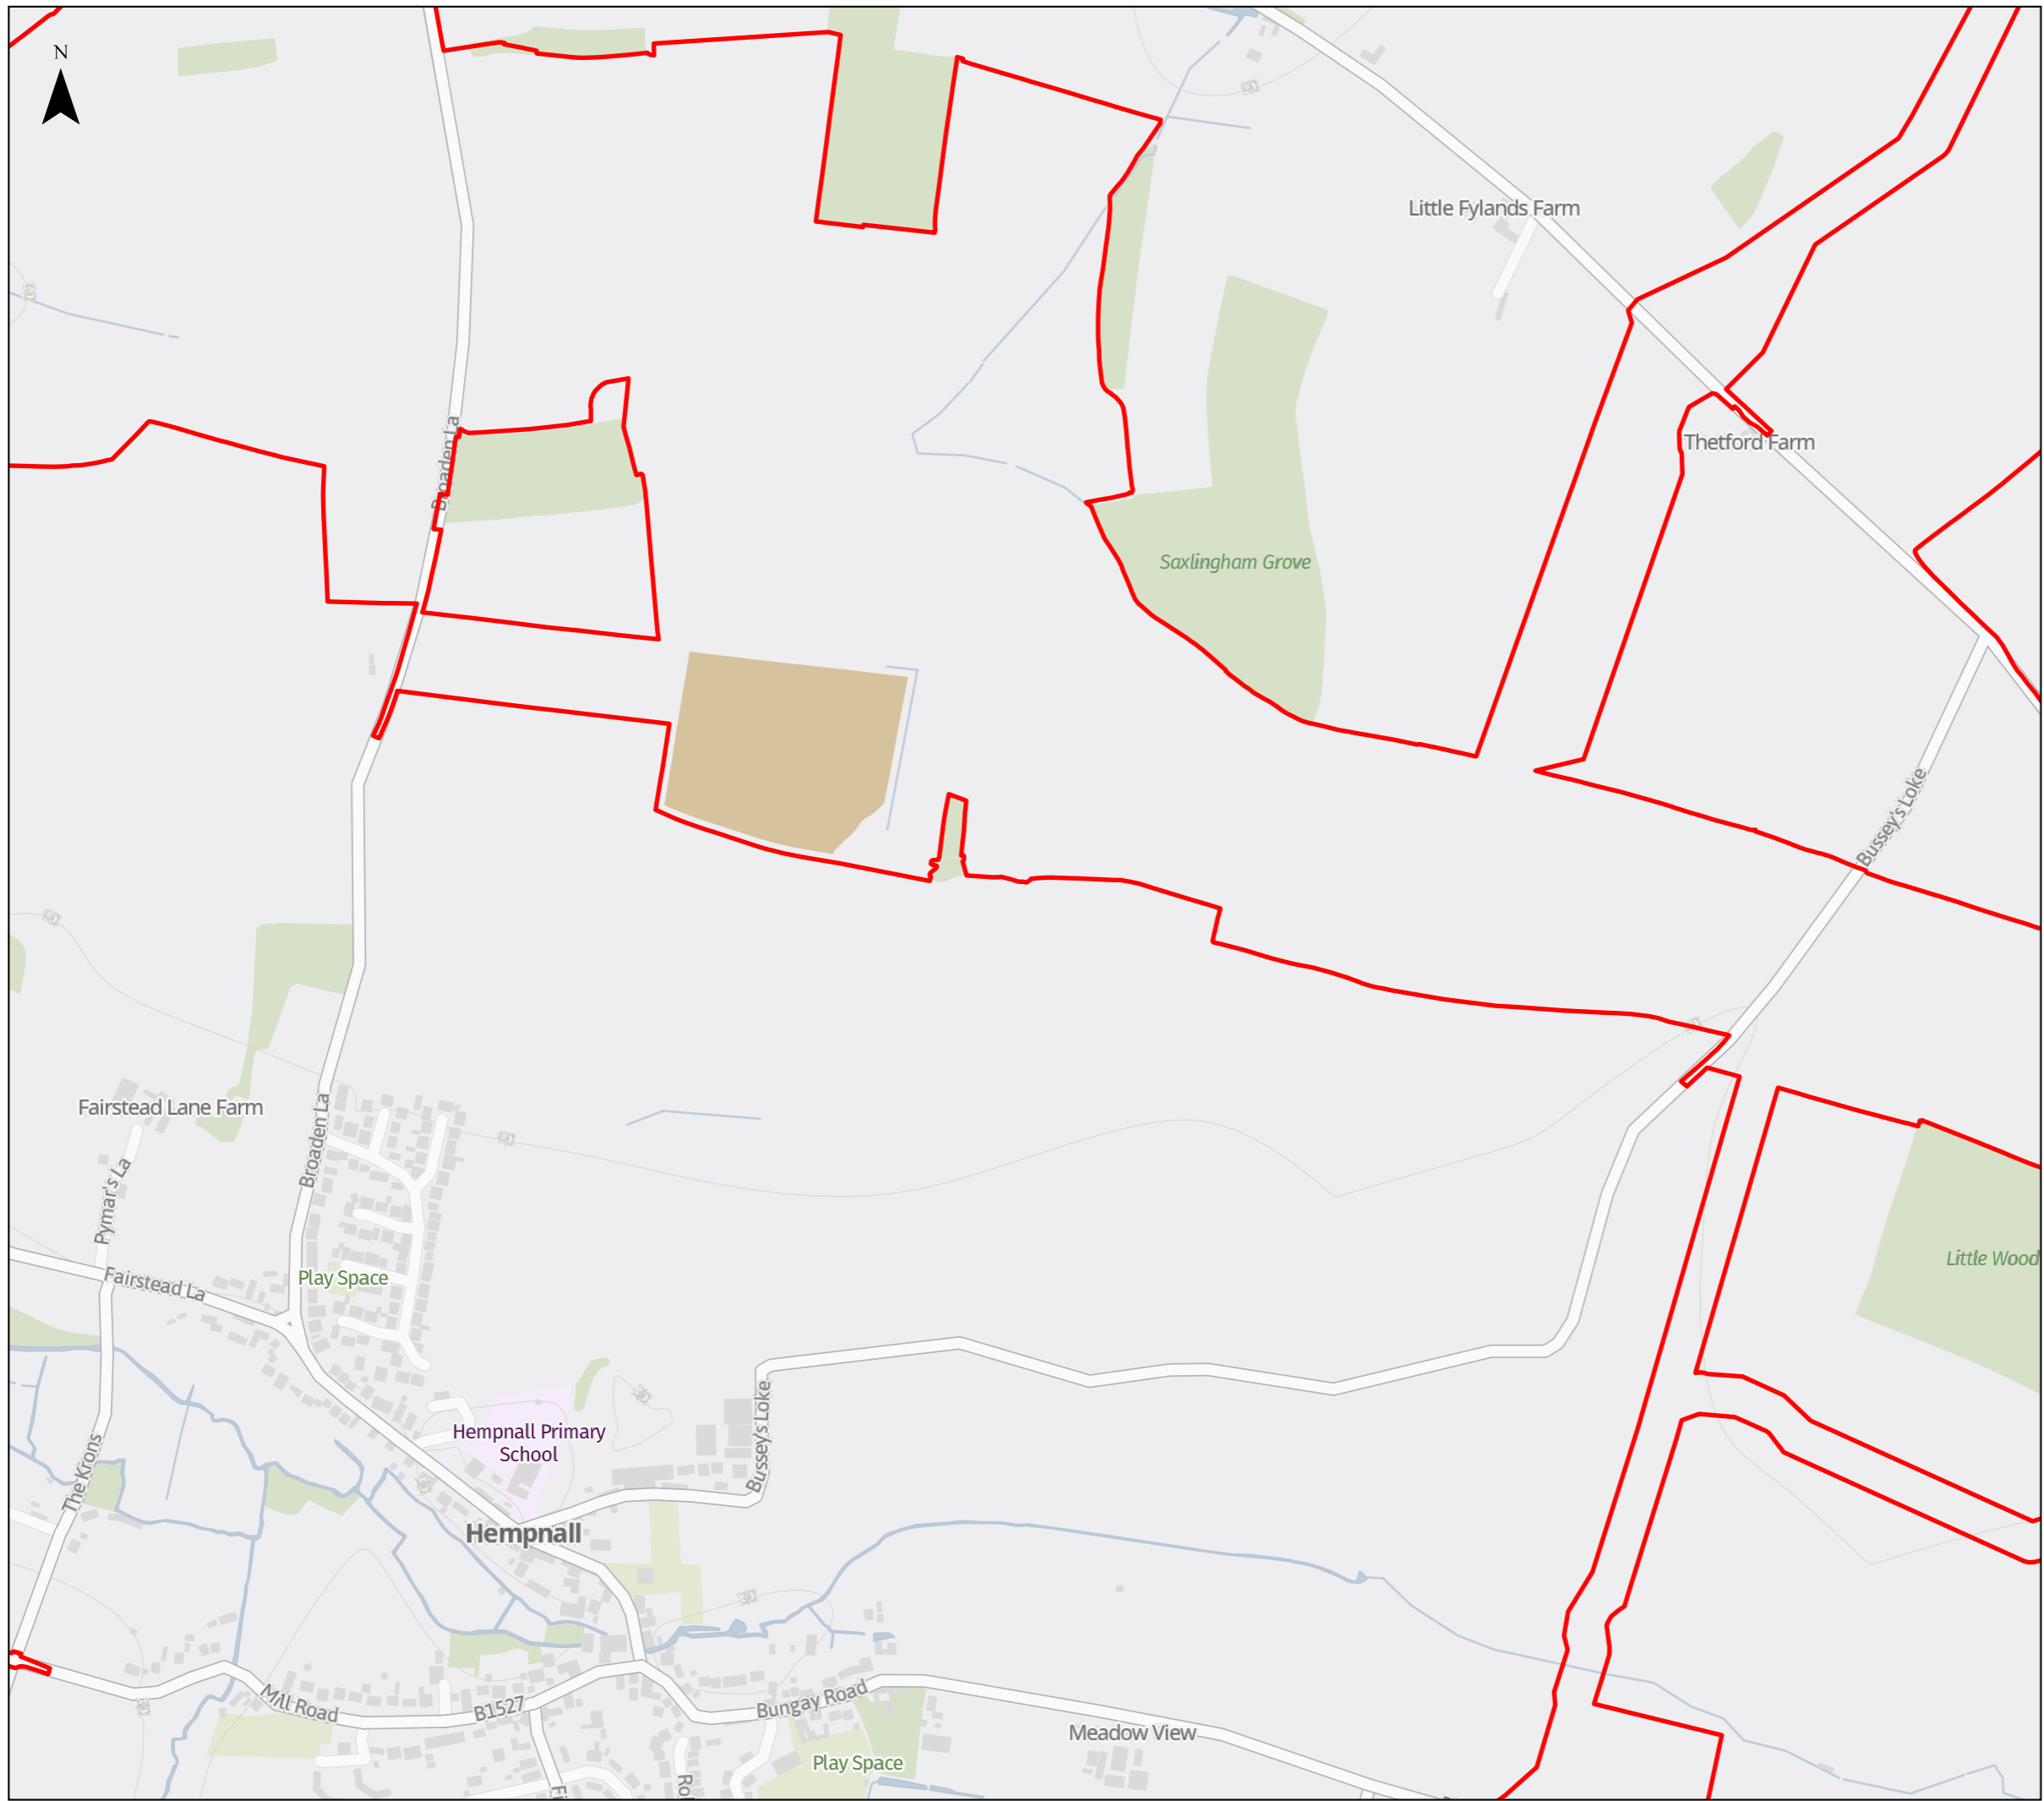 N
Little Fylands Farm
Broaden La
Thetford Farm
Saxlingham Grove
Bussey's Loke
Fairstead Lane Farm
Broaden La
Pymar's La
Fairstead La
Play Space
Little Wood
Hempnall Primary
School
Bussey's Loke
The Krons
Hempnall
Mill Road
B1527
Bungay Road
Meadow View
Play Space